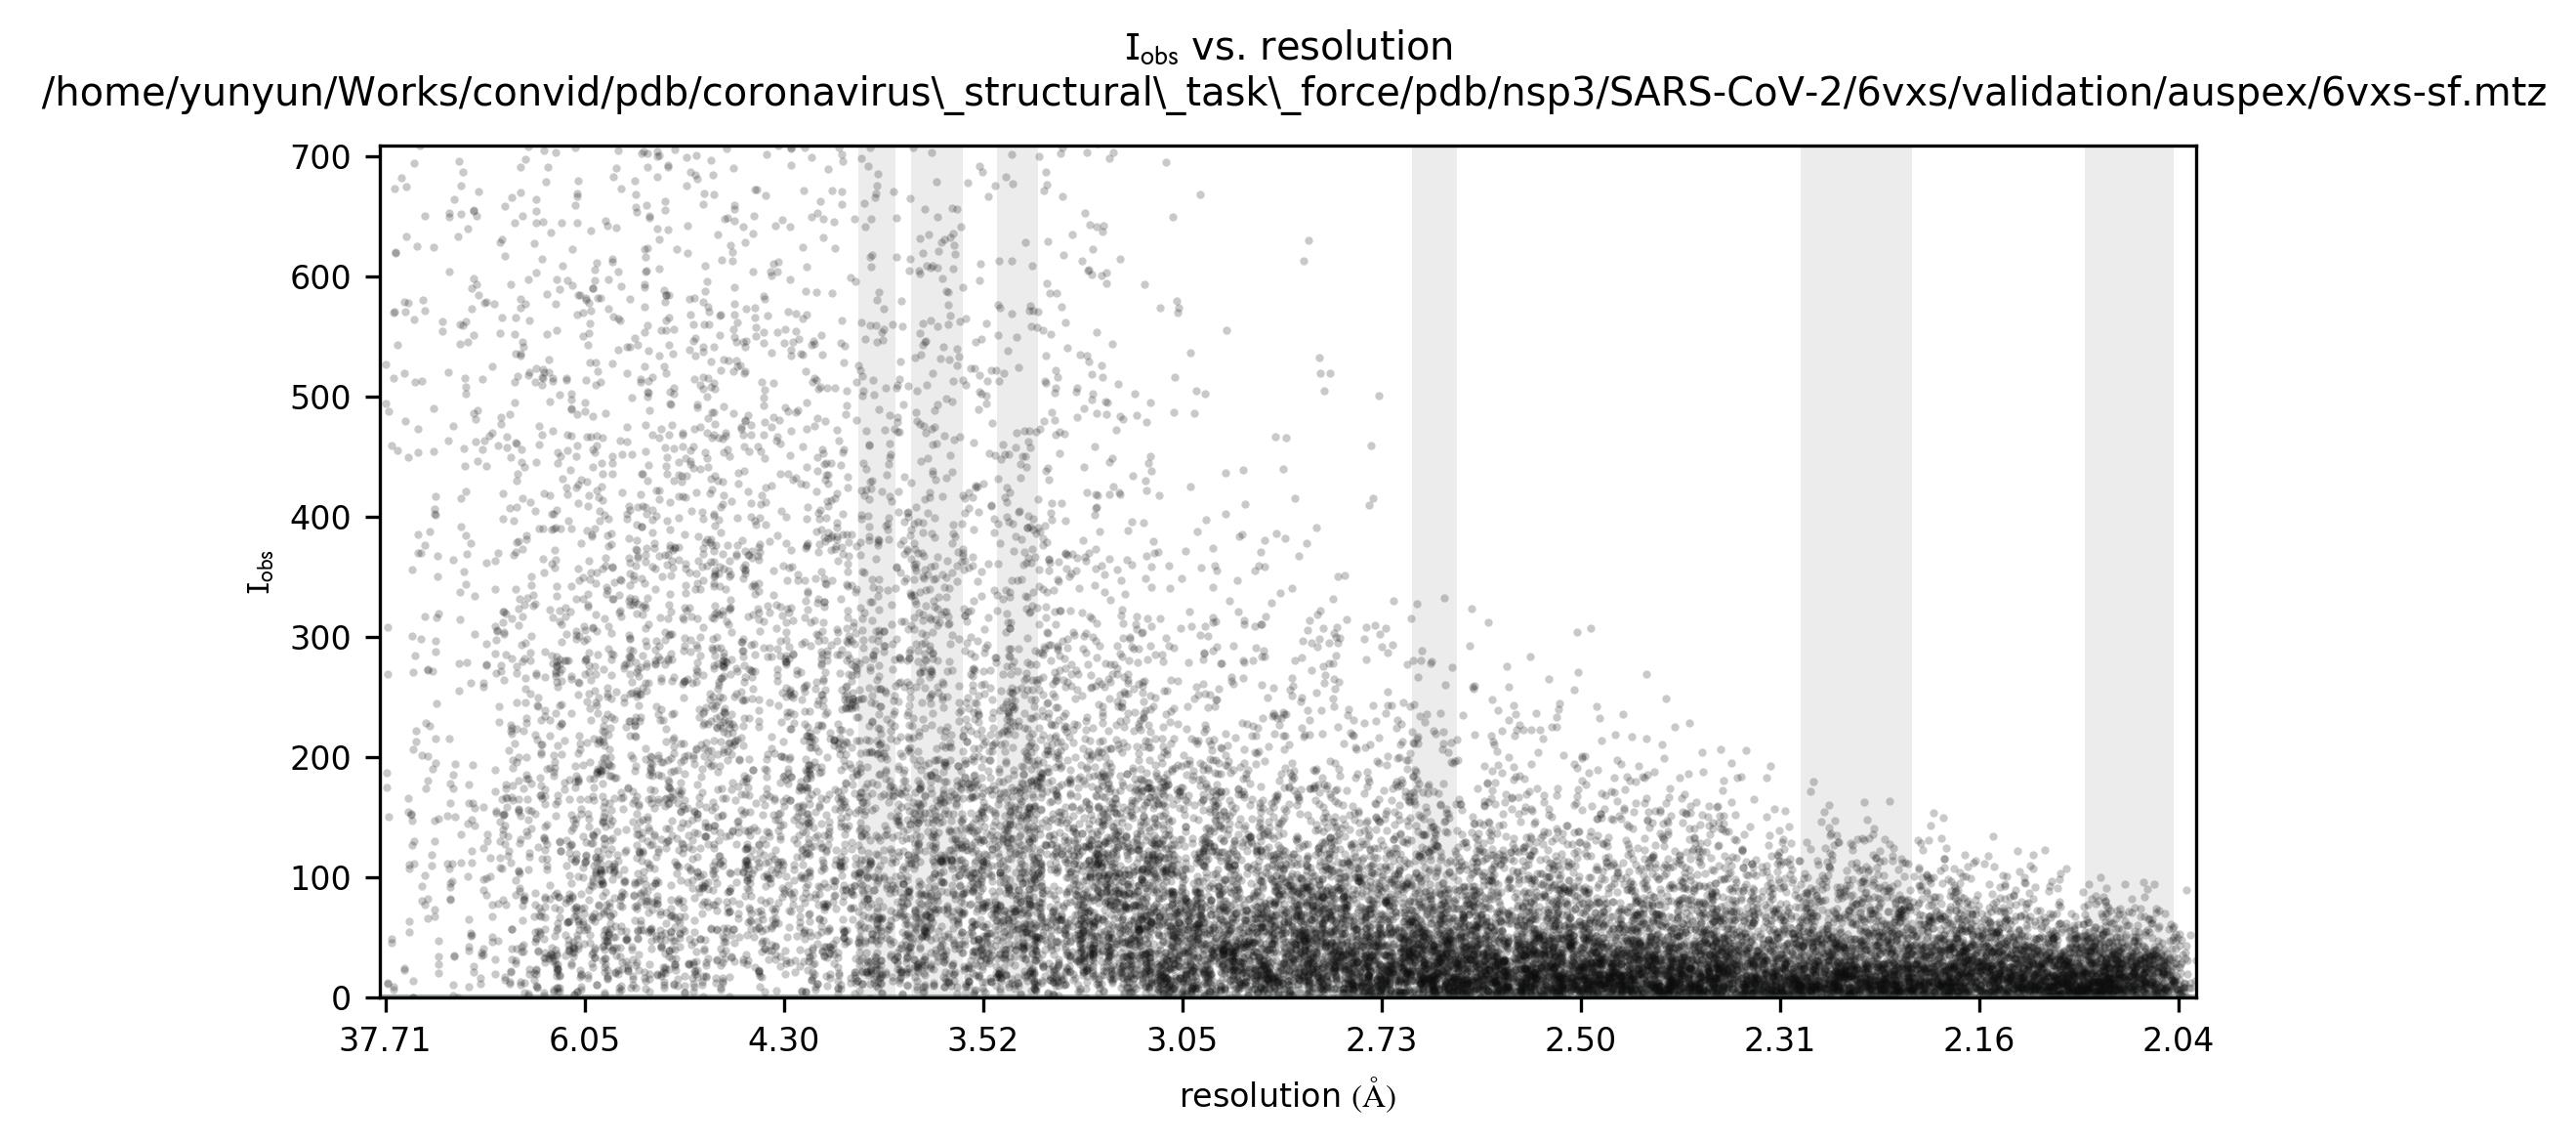 I_obs vs. resolution
/home/yunyun/Works/convid/pdb/coronavirus\_structural\_task\_force/pdb/nsp3/SARS-CoV-2/6vxs/validation/auspex/6vxs-sf.mtz
700
600
500
400
300
200
100
0
I_obs
37.71 6.05 4.30 3.52 3.05 2.73 2.50 2.31 2.16 2.04
resolution (Å)